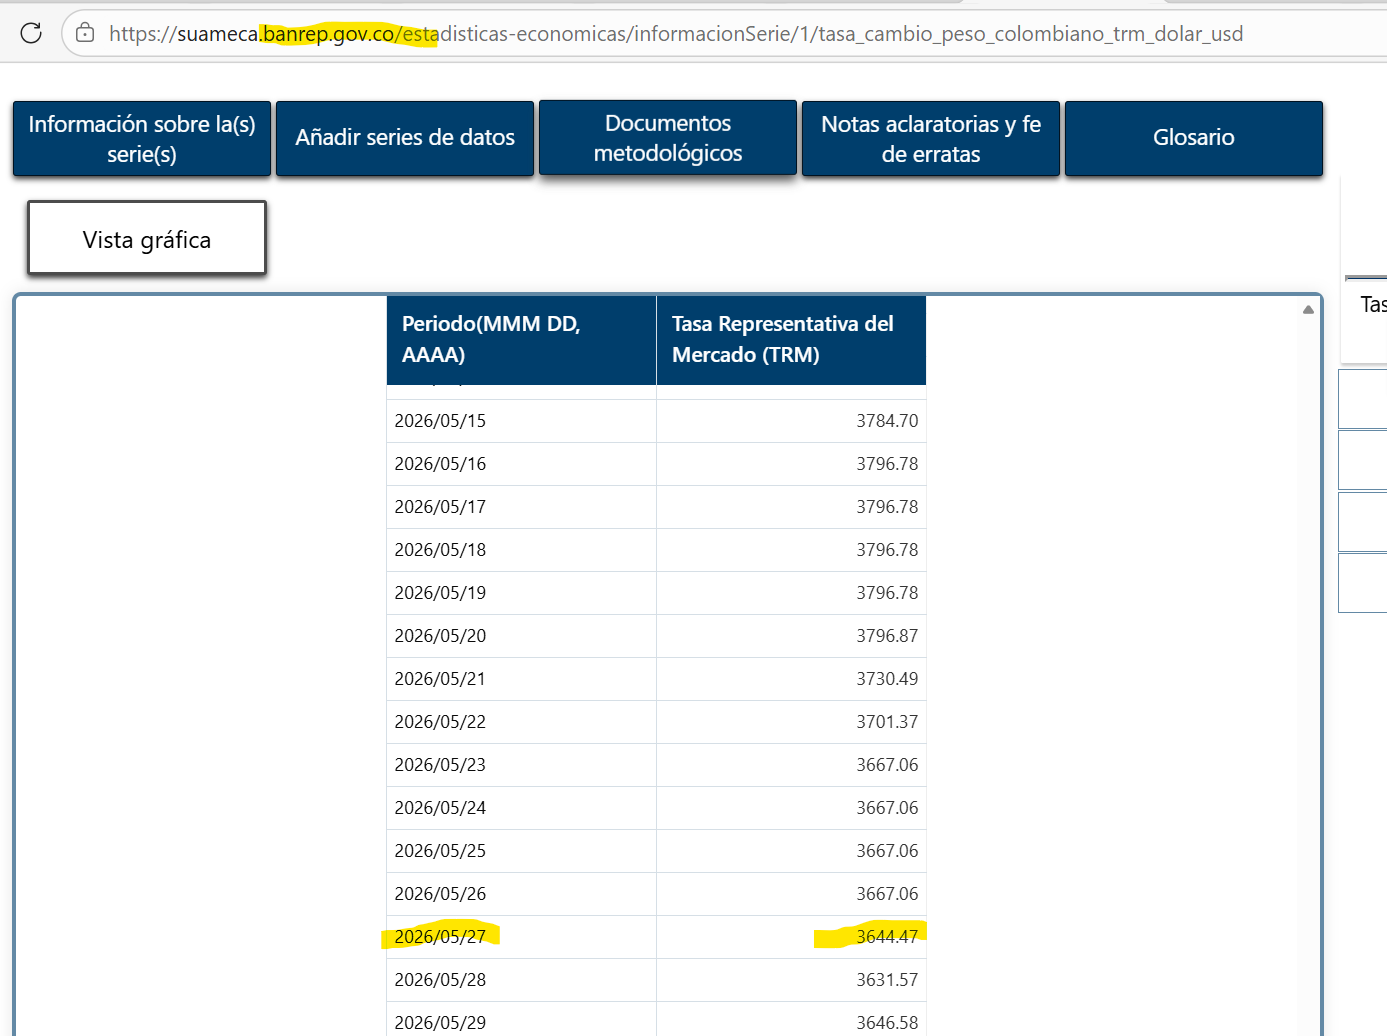 https://suameca.banrep.gov.co/estadisticas-economicas/informacionSerie/1/tasa_cambio_peso_colombiano_trm_dolar_usd
Información sobre la(s)
serie(s)
Añadir series de datos
Documentos
metodológicos
Notas aclaratorias y fe
de erratas
Glosario
Vista gráfica
Tas
Periodo(MMM DD,
AAAA)
Tasa Representativa del
Mercado (TRM)
2026/05/15 3784.70
2026/05/16 3796.78
2026/05/17 3796.78
2026/05/18 3796.78
2026/05/19 3796.78
2026/05/20 3796.87
2026/05/21 3730.49
2026/05/22 3701.37
2026/05/23 3667.06
2026/05/24 3667.06
2026/05/25 3667.06
2026/05/26 3667.06
2026/05/27 3644.47
2026/05/28 3631.57
2026/05/29 3646.58